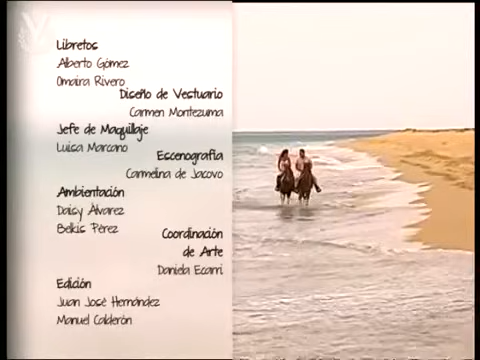 Libretos
Alberto Gómez
Omaira Rivero
Diseño de Vestuario
Carmen Montezuma
Jefe de Maquillaje
Luisa Marcano
Escenografía
Carmelina de Jacovo
Ambientación
Daisy Álvarez
Belkis Pérez
Coordinación
de Arte
Daniela Ecarri
Edición
Juan José Hernández
Manuel Calderón